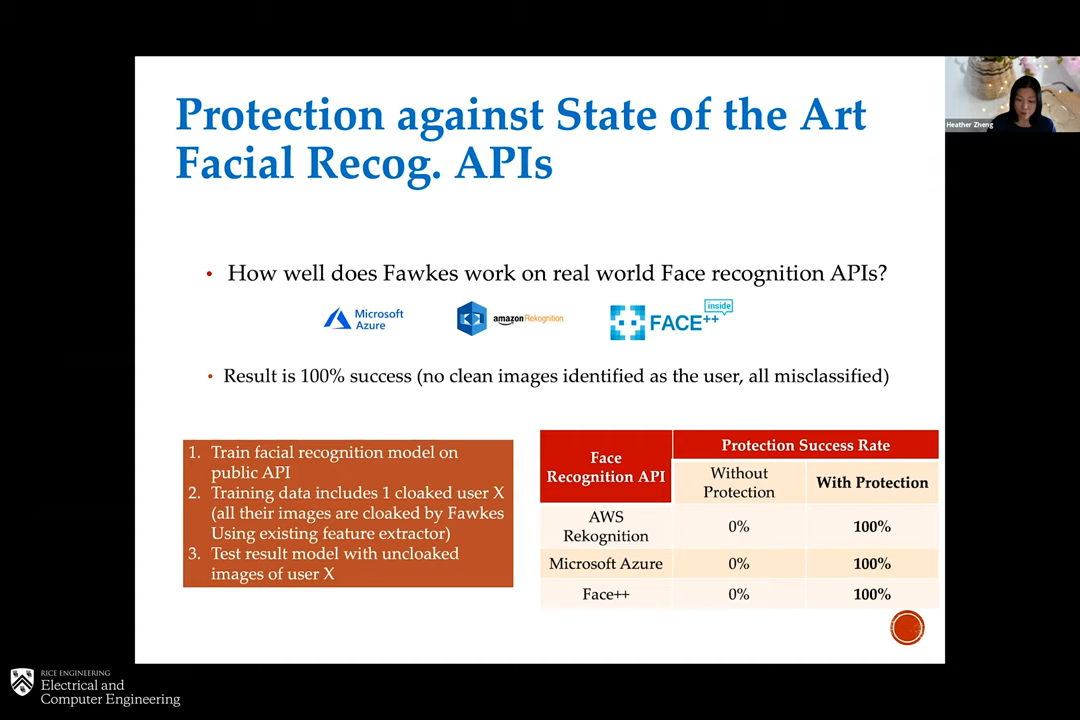 Protection against State of the Art
Facial Recog. APIs
Heather Zheng
• How well does Fawkes work on real world Face recognition APIs?
Microsoft
Azure
amazon Rekognition
FACE++
inside
• Result is 100% success (no clean images identified as the user, all misclassified)
1. Train facial recognition model on
public API
2. Training data includes 1 cloaked user X
(all their images are cloaked by Fawkes
Using existing feature extractor)
3. Test result model with uncloaked
images of user X
Face
Recognition API
Protection Success Rate
Without
Protection
With Protection
AWS
Rekognition
0%
100%
Microsoft Azure
0%
100%
Face++
0%
100%
RICE ENGINEERING
Electrical and
Computer Engineering